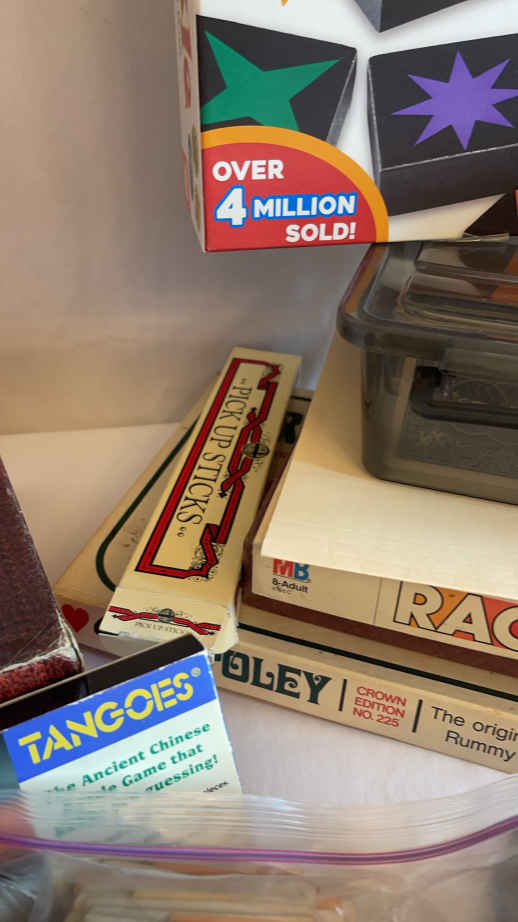 OVER
4 MILLION
SOLD!
PICK UP STICKS
PICK UP STICKS
MB
8-Adult
RAC
OLEY
CROWN
EDITION
NO. 225
The origin
Rummy
TANGOES®
Ancient Chinese
Game that
guessing!
pieces